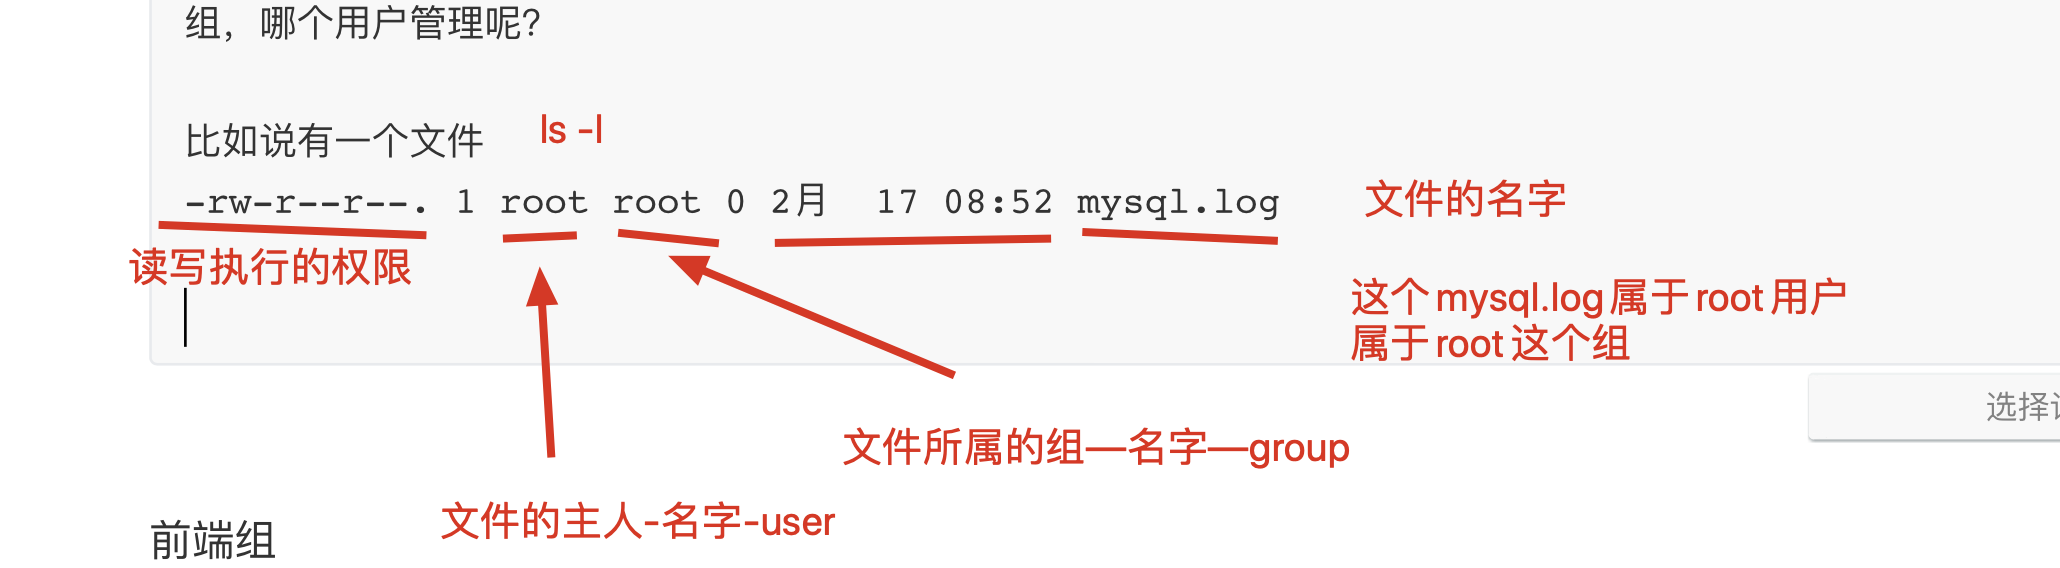 组，哪个用户管理呢?
比如说有一个文件 ls -l
-rw-r--r--. 1 root root 0 2月  17 08:52 mysql.log 文件的名字
读写执行的权限
这个mysql.log属于root用户
属于root这个组
选择
文件所属的组—名字—group
文件的主人-名字-user
前端组